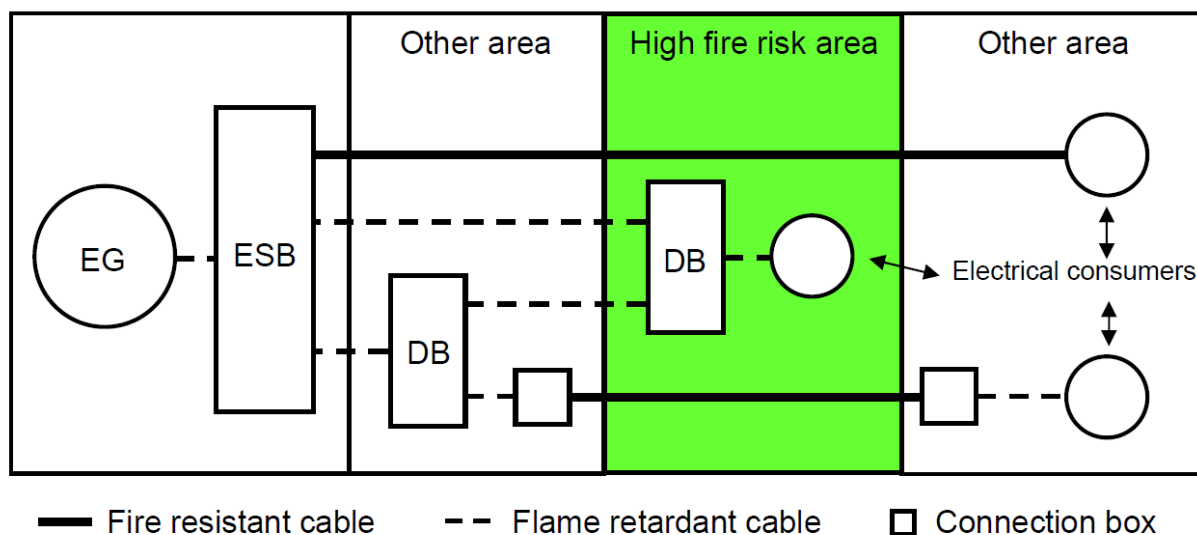 Other area
High fire risk area
Other area
EG
ESB
DB
DB
Electrical consumers
Fire resistant cable
Flame retardant cable
Connection box